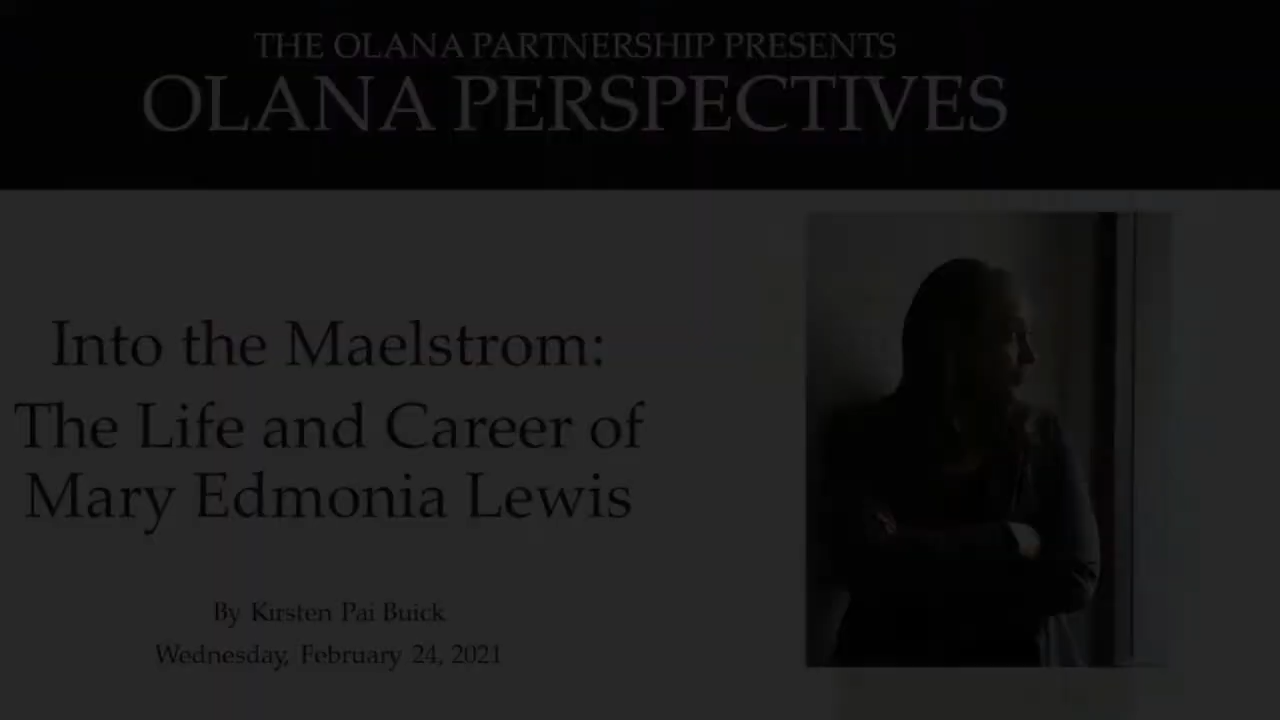 THE OLANA PARTNERSHIP PRESENTS
OLANA PERSPECTIVES
Into the Maelstrom:
The Life and Career of
Mary Edmonia Lewis
By Kirsten Pai Buick
Wednesday, February 24, 2021